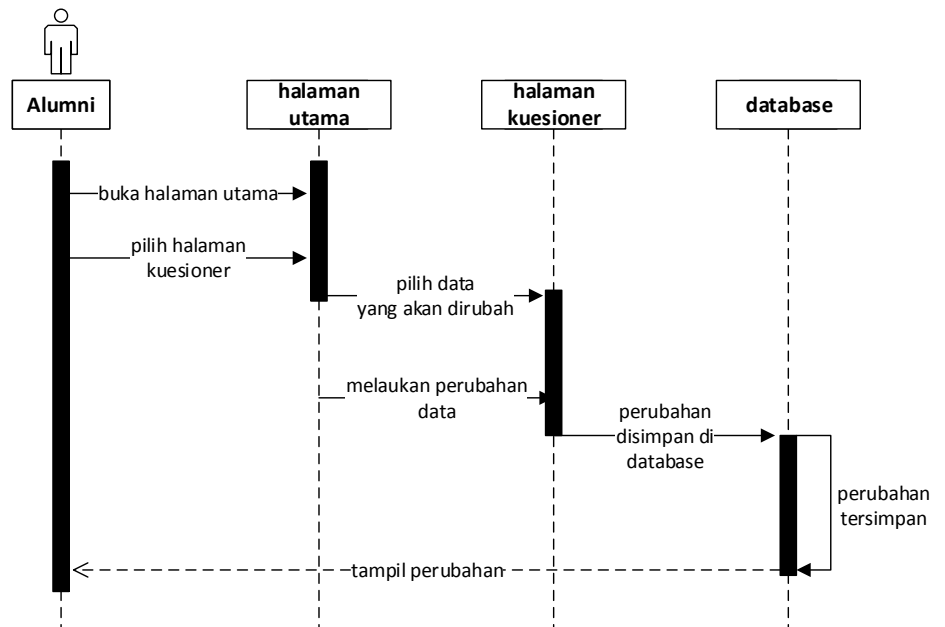 Alumni
halaman
utama
halaman
kuesioner
database
buka halaman utama
pilih halaman
kuesioner
pilih data
yang akan dirubah
melaukan perubahan
data
perubahan
disimpan di
database
perubahan
tersimpan
tampil perubahan